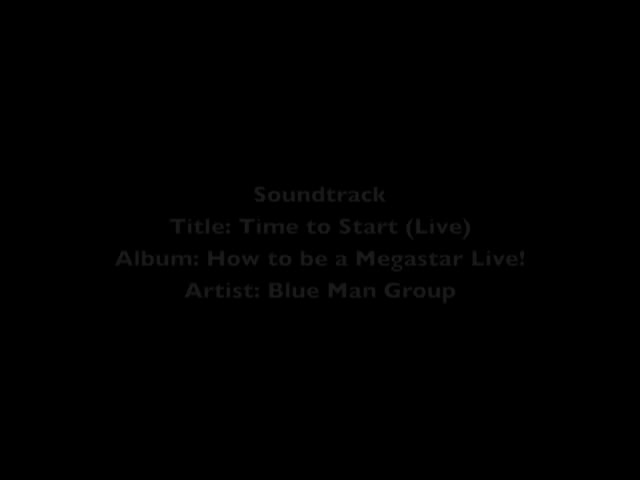 Soundtrack
Title: Time to Start (Live)
Album: How to be a Megastar Live!
Artist: Blue Man Group